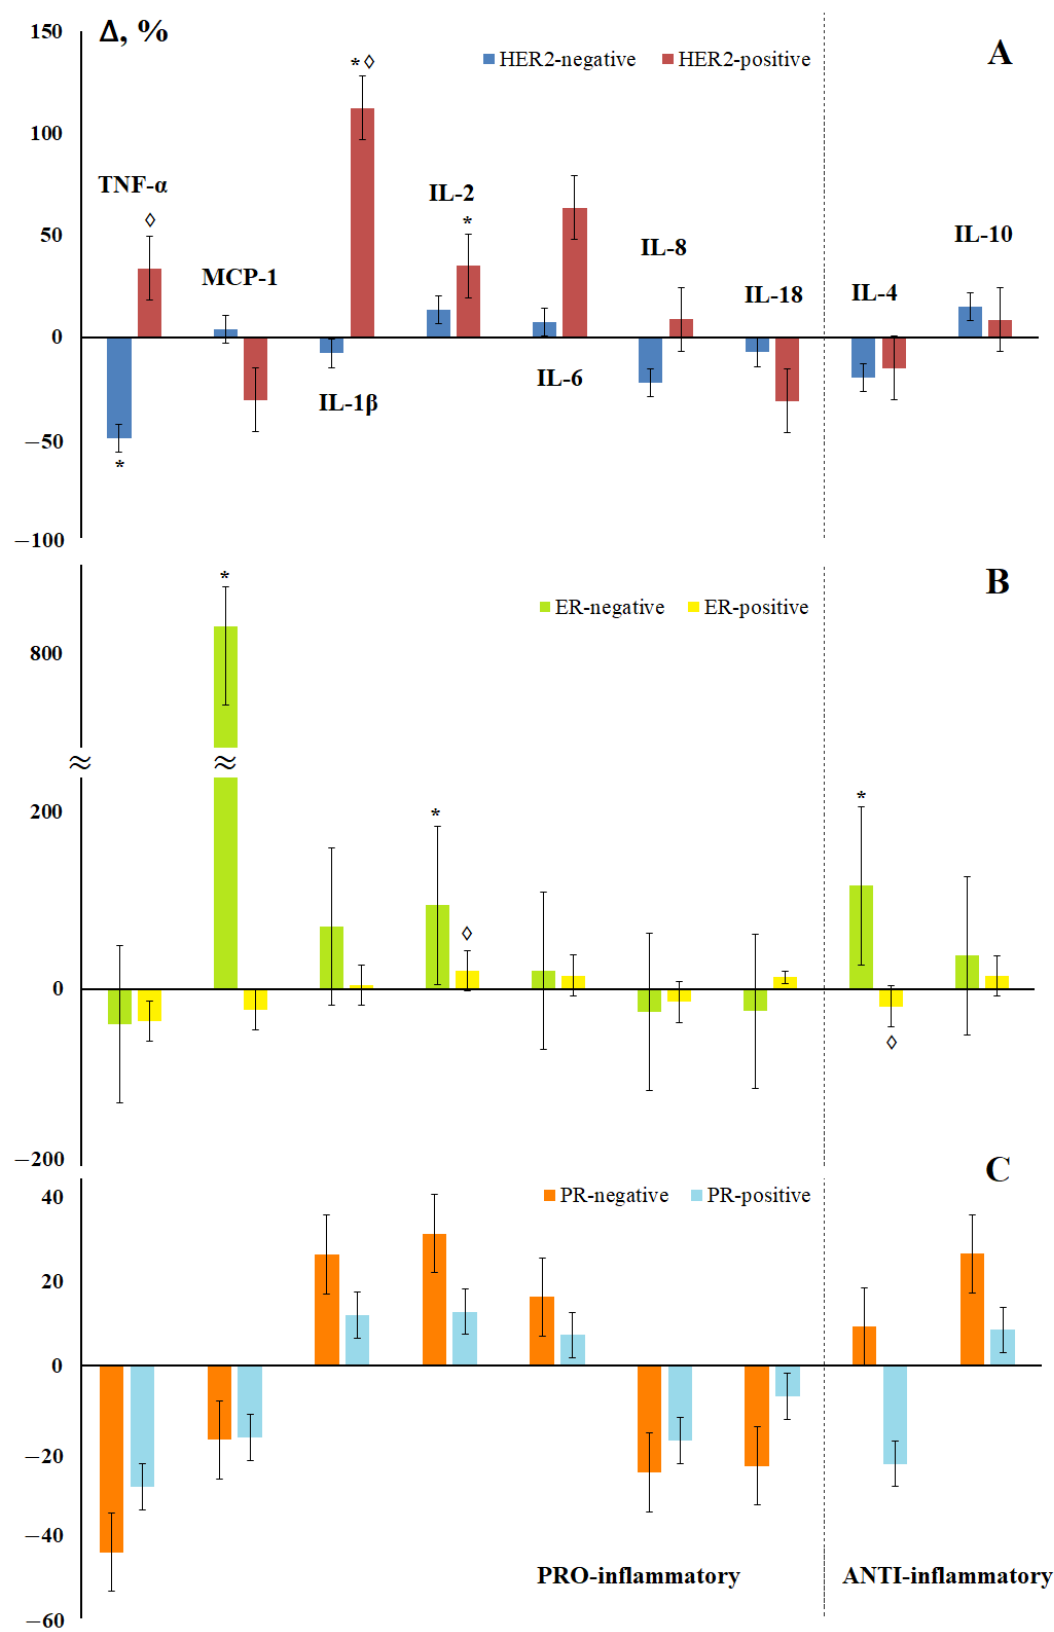 Δ, %
A
HER2-negative HER2-positive
150
100
50
0
−50
−100
TNF-α
MCP-1
IL-1β
IL-2
IL-6
IL-8
IL-18
IL-4
IL-10
◊
*
* ◊
*
B
ER-negative ER-positive
800
≈ ≈
200
0
−200
*
*
◊
*
◊
C
PR-negative PR-positive
40
20
0
−20
−40
−60
PRO-inflammatory ANTI-inflammatory